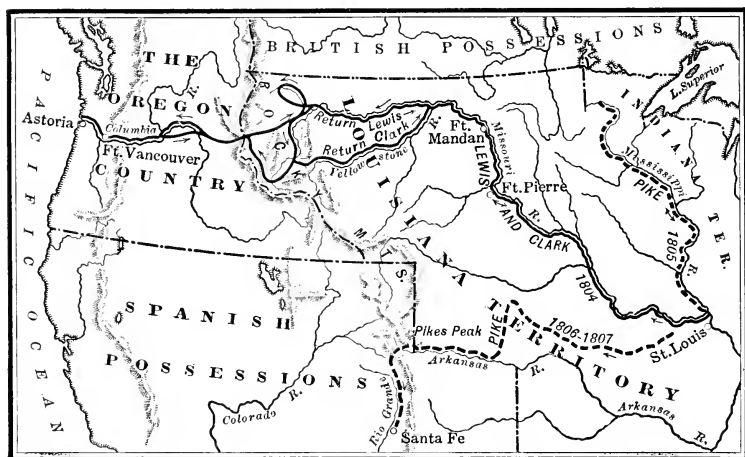 BRITISH POSSESSIONS
THE
OREGON
COUNTRY
PACIFIC OCEAN
Astoria
Columbia R.
Ft. Vancouver
ROCKY MTS.
LOUISIANA TERRITORY
Return Lewis
Return Clark
Yellowstone R.
Ft.
Mandan
Missouri R.
LEWIS AND CLARK 1804
Ft. Pierre
INDIANA TER.
L. Superior
Mississippi R.
PIKE 1805
SPANISH
POSSESSIONS
Pikes Peak
PIKE 1806-1807
St. Louis
Arkansas R.
Arkansas
Colorado R.
Rio Grande
Santa Fe